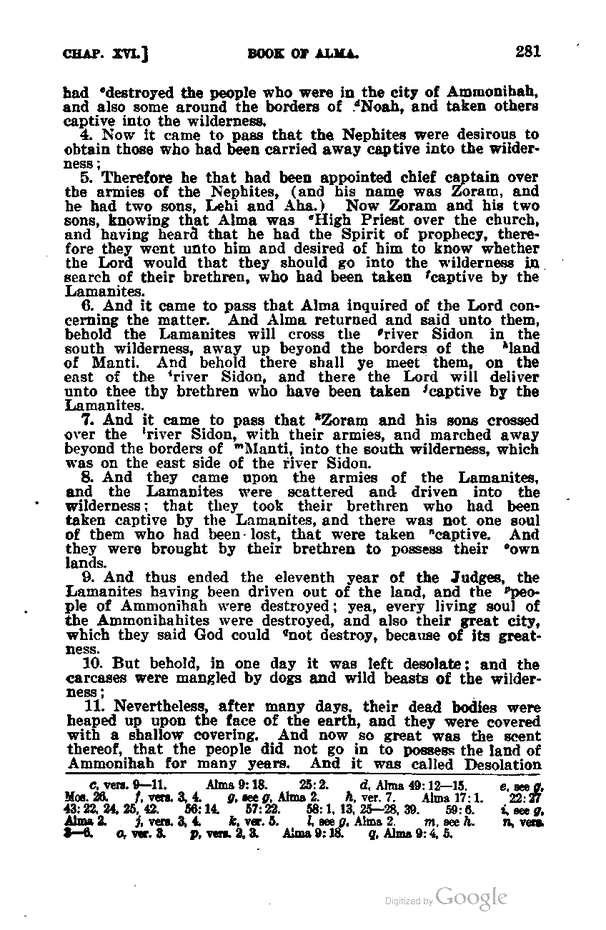 CHAP. XVI.] BOOK OF ALMA. 281
had ᶜdestroyed the people who were in the city of Ammonihah,
and also some around the borders of ᵈNoah, and taken others
captive into the wilderness.
4. Now it came to pass that the Nephites were desirous to
obtain those who had been carried away captive into the wilder-
ness;
5. Therefore he that had been appointed chief captain over
the armies of the Nephites, (and his name was Zoram, and
he had two sons, Lehi and Aha.) Now Zoram and his two
sons, knowing that Alma was ᵉHigh Priest over the church,
and having heard that he had the Spirit of prophecy, there-
fore they went unto him and desired of him to know whether
the Lord would that they should go into the wilderness in
search of their brethren, who had been taken ᶠcaptive by the
Lamanites.
6. And it came to pass that Alma inquired of the Lord con-
cerning the matter. And Alma returned and said unto them,
behold the Lamanites will cross the ᵍriver Sidon in the
south wilderness, away up beyond the borders of the ʰland
of Manti. And behold there shall ye meet them, on the
east of the ⁱriver Sidon, and there the Lord will deliver
unto thee thy brethren who have been taken ʲcaptive by the
Lamanites.
7. And it came to pass that ᵏZoram and his sons crossed
over the ˡriver Sidon, with their armies, and marched away
beyond the borders of ᵐManti, into the south wilderness, which
was on the east side of the river Sidon.
8. And they came upon the armies of the Lamanites,
and the Lamanites were scattered and driven into the
wilderness; that they took their brethren who had been
taken captive by the Lamanites, and there was not one soul
of them who had been lost, that were taken ⁿcaptive. And
they were brought by their brethren to possess their ᵒown
lands.
9. And thus ended the eleventh year of the Judges, the
Lamanites having been driven out of the land, and the ᵖpeo-
ple of Ammonihah were destroyed; yea, every living soul of
the Ammonihahites were destroyed, and also their great city,
which they said God could qnot destroy, because of its great-
ness.
10. But behold, in one day it was left desolate; and the
carcases were mangled by dogs and wild beasts of the wilder-
ness;
11. Nevertheless, after many days, their dead bodies were
heaped up upon the face of the earth, and they were covered
with a shallow covering. And now so great was the scent
thereof, that the people did not go in to possess the land of
Ammonihah for many years. And it was called Desolation
c, vers. 9—11. Alma 9:18. 25:2. d, Alma 49:12—15. e, see g,
Mos. 26. f, vers. 3, 4. g, see g, Alma 2. h, ver. 7. Alma 17:1. 22:27
43:22, 24, 25, 42. 56:14. 57:22. 58:1, 13, 25—28, 39. 59:6. i, see g,
Alma 2. j, vers. 3, 4. k, ver. 5. l, see g, Alma 2. m, see h. n, vers.
3—6. o, ver. 3. p, vers. 2, 3. Alma 9:18. q, Alma 9:4, 5.
Digitized by Google